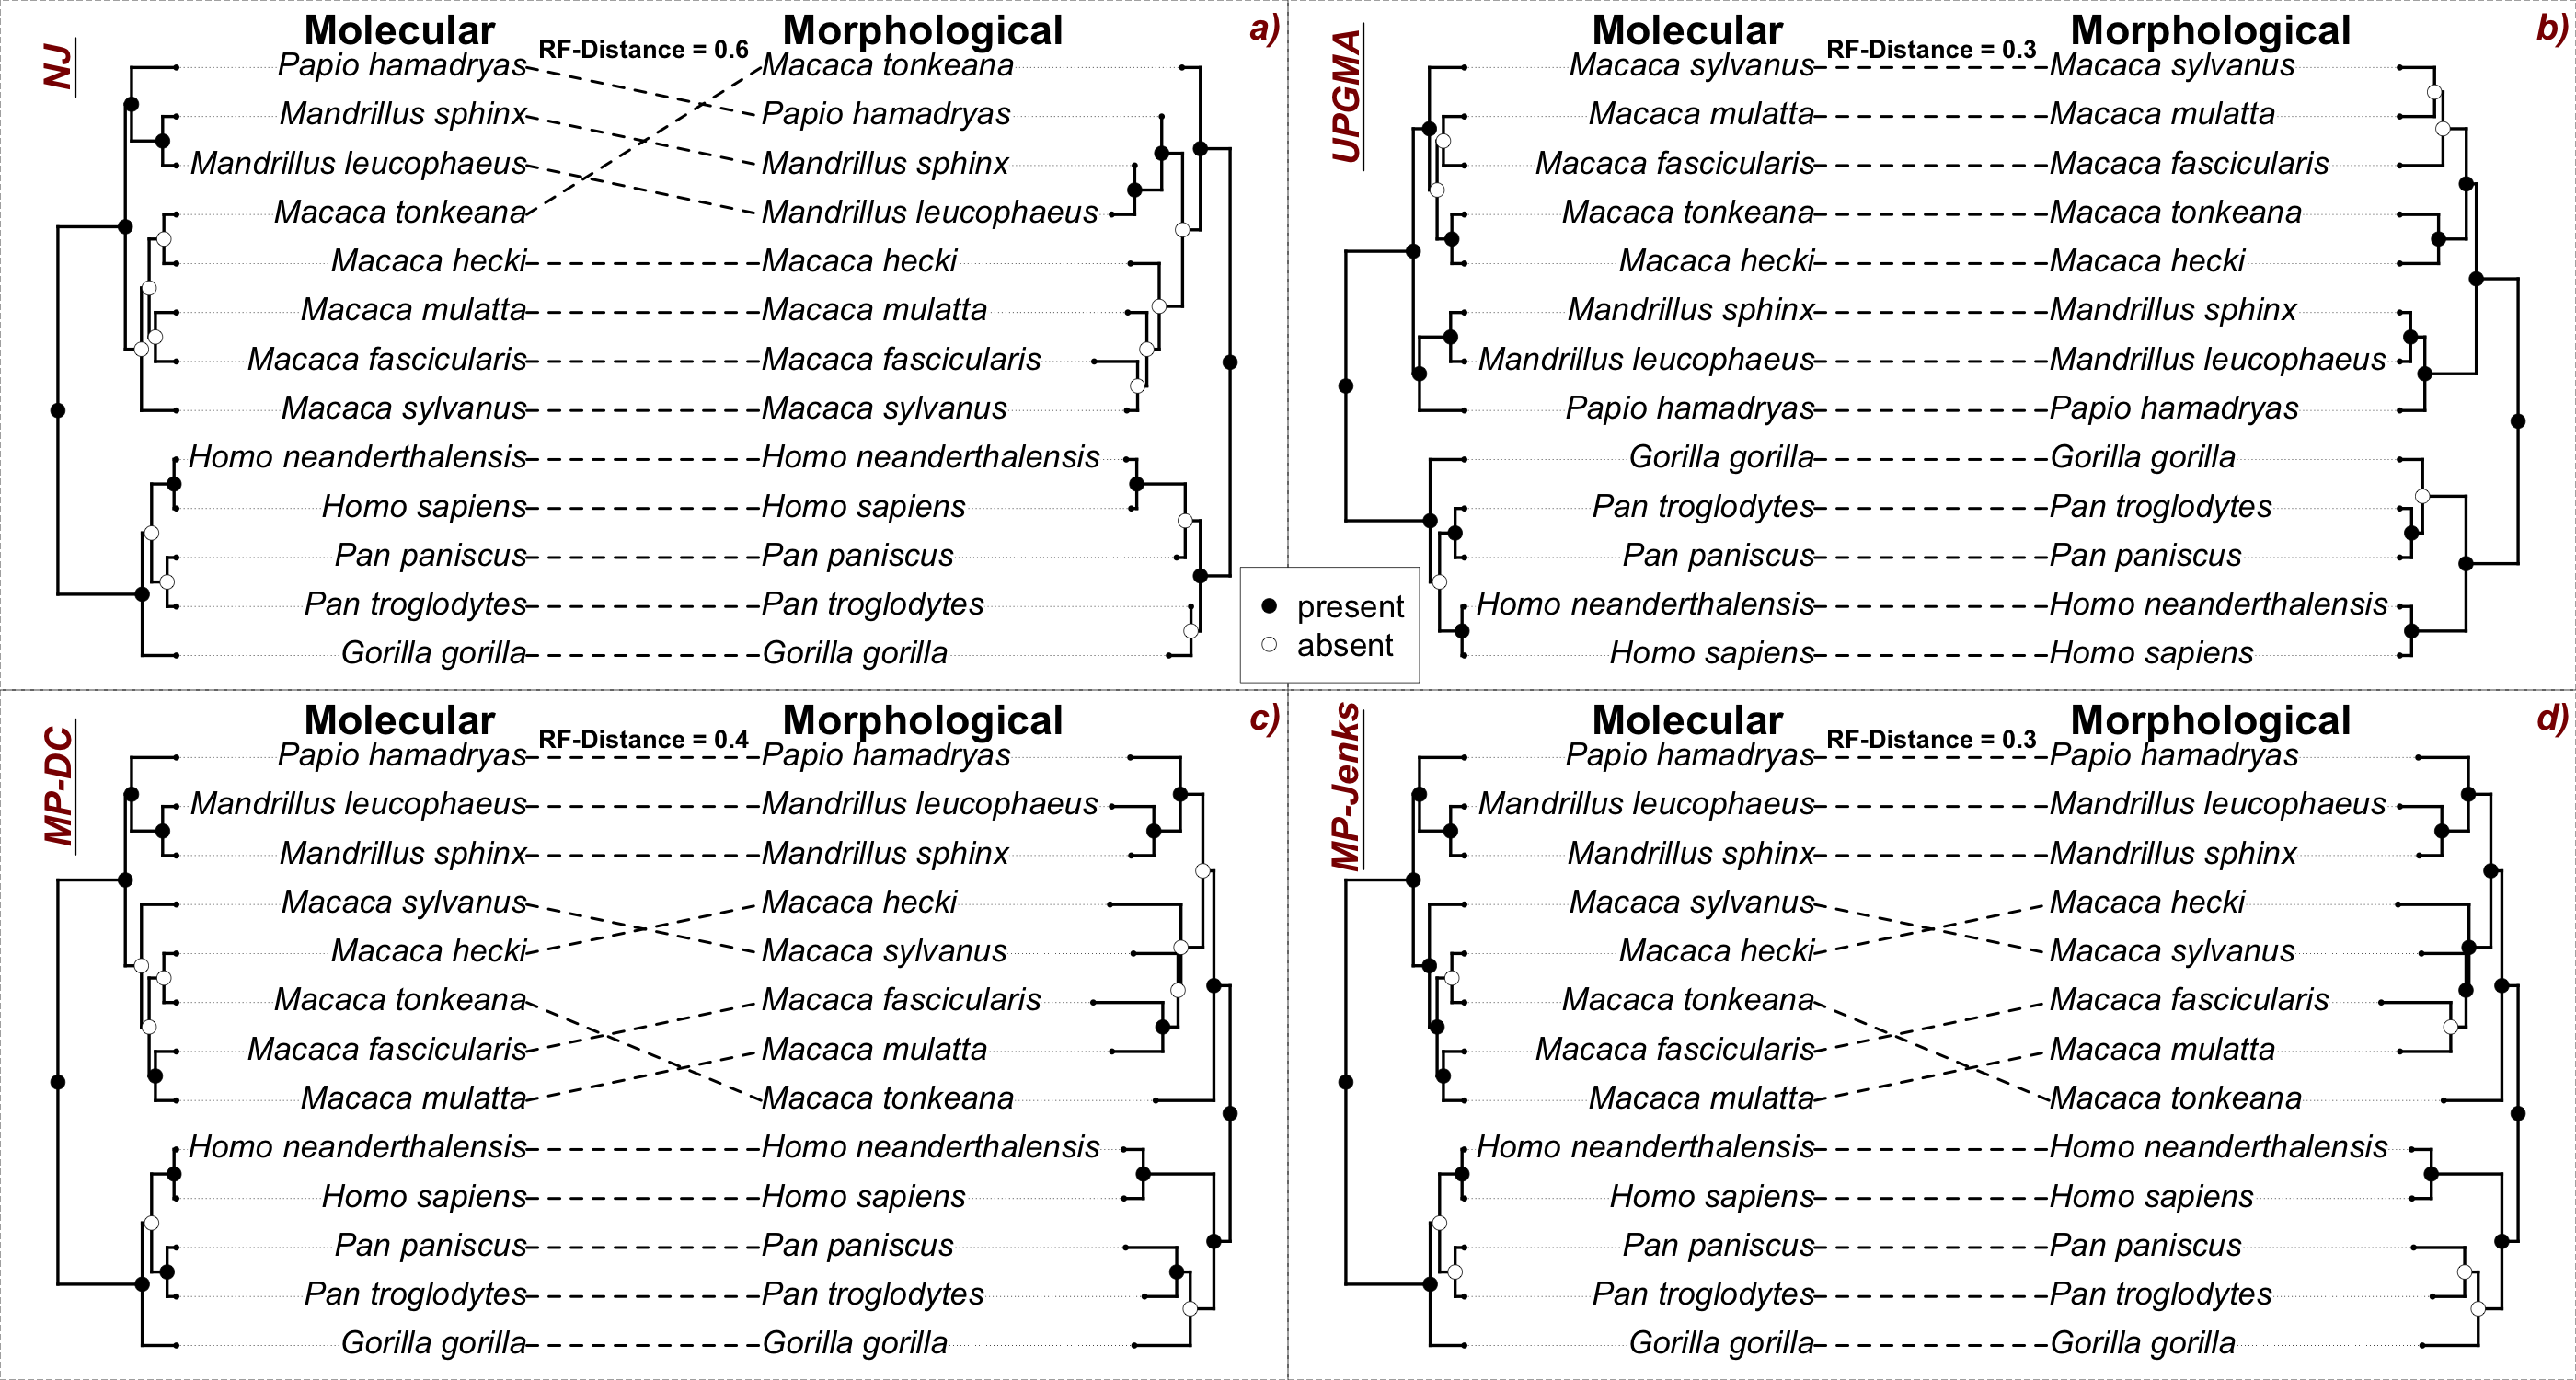 NJ
Molecular RF-Distance = 0.6 Morphological a)
Papio hamadryas Macaca tonkeana
Mandrillus sphinx Papio hamadryas
Mandrillus leucophaeus Mandrillus sphinx
Macaca tonkeana Mandrillus leucophaeus
Macaca hecki Macaca hecki
Macaca mulatta Macaca mulatta
Macaca fascicularis Macaca fascicularis
Macaca sylvanus Macaca sylvanus
Homo neanderthalensis Homo neanderthalensis
Homo sapiens Homo sapiens
Pan paniscus Pan paniscus
Pan troglodytes Pan troglodytes
Gorilla gorilla Gorilla gorilla
UPGMA
Molecular RF-Distance = 0.3 Morphological b)
Macaca sylvanus Macaca sylvanus
Macaca mulatta Macaca mulatta
Macaca fascicularis Macaca fascicularis
Macaca tonkeana Macaca tonkeana
Macaca hecki Macaca hecki
Mandrillus sphinx Mandrillus sphinx
Mandrillus leucophaeus Mandrillus leucophaeus
Papio hamadryas Papio hamadryas
Gorilla gorilla Gorilla gorilla
Pan troglodytes Pan troglodytes
Pan paniscus Pan paniscus
Homo neanderthalensis Homo neanderthalensis
Homo sapiens Homo sapiens
present
absent
MP-DC
Molecular RF-Distance = 0.4 Morphological c)
Papio hamadryas Papio hamadryas
Mandrillus leucophaeus Mandrillus leucophaeus
Mandrillus sphinx Mandrillus sphinx
Macaca sylvanus Macaca hecki
Macaca hecki Macaca sylvanus
Macaca tonkeana Macaca fascicularis
Macaca fascicularis Macaca mulatta
Macaca mulatta Macaca tonkeana
Homo neanderthalensis Homo neanderthalensis
Homo sapiens Homo sapiens
Pan paniscus Pan paniscus
Pan troglodytes Pan troglodytes
Gorilla gorilla Gorilla gorilla
MP-Jenks
Molecular RF-Distance = 0.3 Morphological d)
Papio hamadryas Papio hamadryas
Mandrillus leucophaeus Mandrillus leucophaeus
Mandrillus sphinx Mandrillus sphinx
Macaca sylvanus Macaca hecki
Macaca hecki Macaca sylvanus
Macaca tonkeana Macaca fascicularis
Macaca fascicularis Macaca mulatta
Macaca mulatta Macaca tonkeana
Homo neanderthalensis Homo neanderthalensis
Homo sapiens Homo sapiens
Pan paniscus Pan paniscus
Pan troglodytes Pan troglodytes
Gorilla gorilla Gorilla gorilla